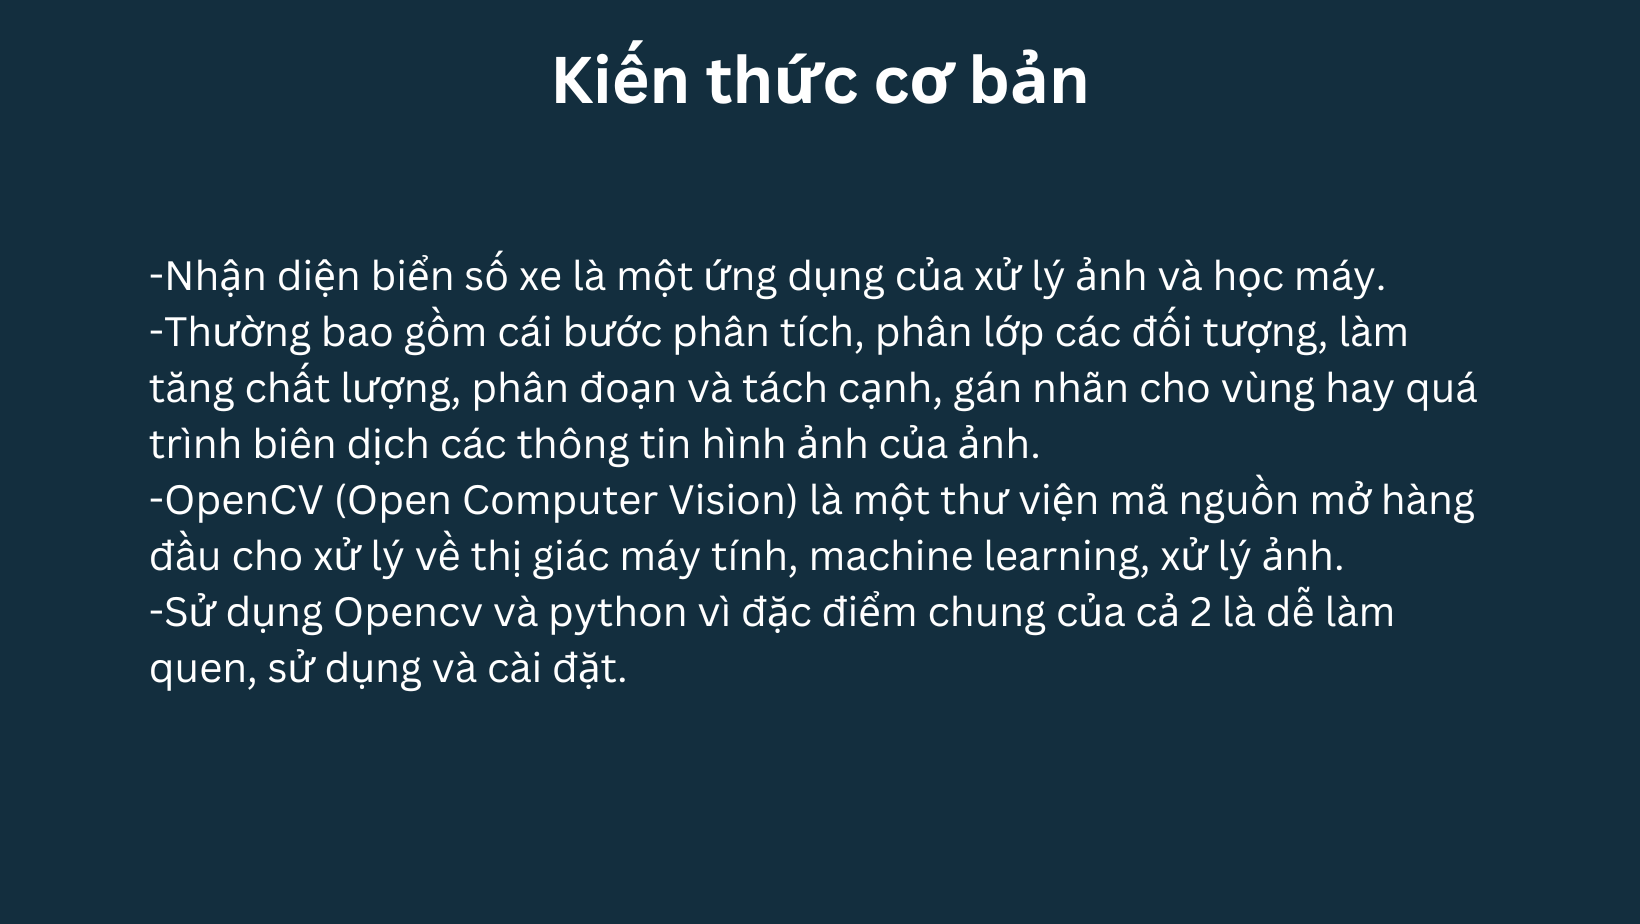 Kiến thức cơ bản
-Nhận diện biển số xe là một ứng dụng của xử lý ảnh và học máy.
-Thường bao gồm cái bước phân tích, phân lớp các đối tượng, làm
tăng chất lượng, phân đoạn và tách cạnh, gán nhãn cho vùng hay quá
trình biên dịch các thông tin hình ảnh của ảnh.
-OpenCV (Open Computer Vision) là một thư viện mã nguồn mở hàng
đầu cho xử lý về thị giác máy tính, machine learning, xử lý ảnh.
-Sử dụng Opencv và python vì đặc điểm chung của cả 2 là dễ làm
quen, sử dụng và cài đặt.